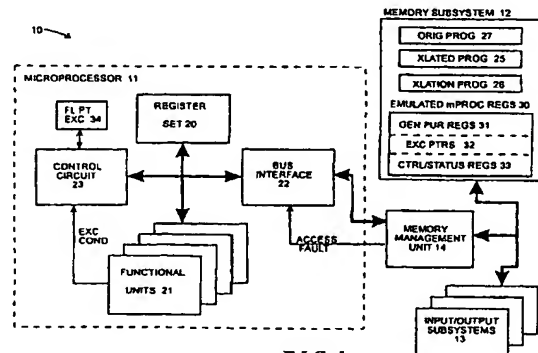 10
MEMORY SUBSYSTEM 12
ORIG PROG 27
XLATED PROG 25
XLATION PROG 26
EMULATED mPROC REGS 30
GEN PUR REGS 31
EXC PTRS 32
CTRL/STATUS REGS 33
MICROPROCESSOR 11
FL PT
EXC 34
REGISTER
SET 20
CONTROL
CIRCUIT
23
BUS
INTERFACE
22
EXC
COND
FUNCTIONAL
UNITS 21
ACCESS
FAULT
MEMORY
MANAGEMENT
UNIT 14
INPUT/OUTPUT
SUBSYSTEMS
13